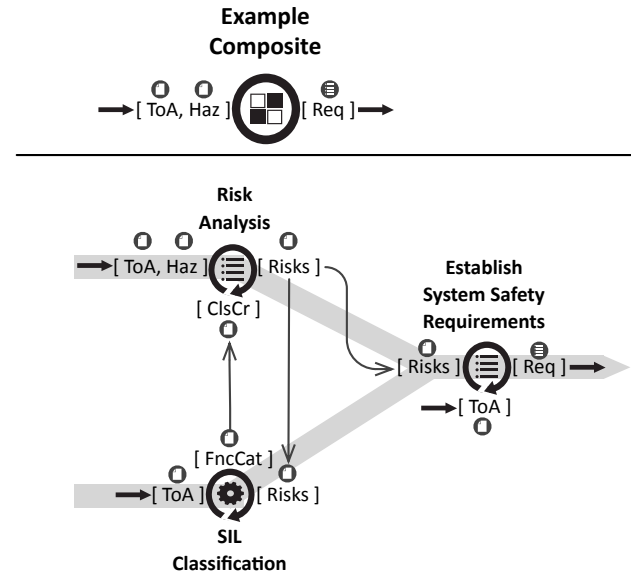 Example
Composite
[ ToA, Haz ] [ Req ]
Risk
Analysis
[ ToA, Haz ] [ Risks ]
[ ClsCr ]
Establish
System Safety
Requirements
[ Risks ] [ Req ]
[ ToA ]
[ FncCat ]
[ ToA ] [ Risks ]
SIL
Classification